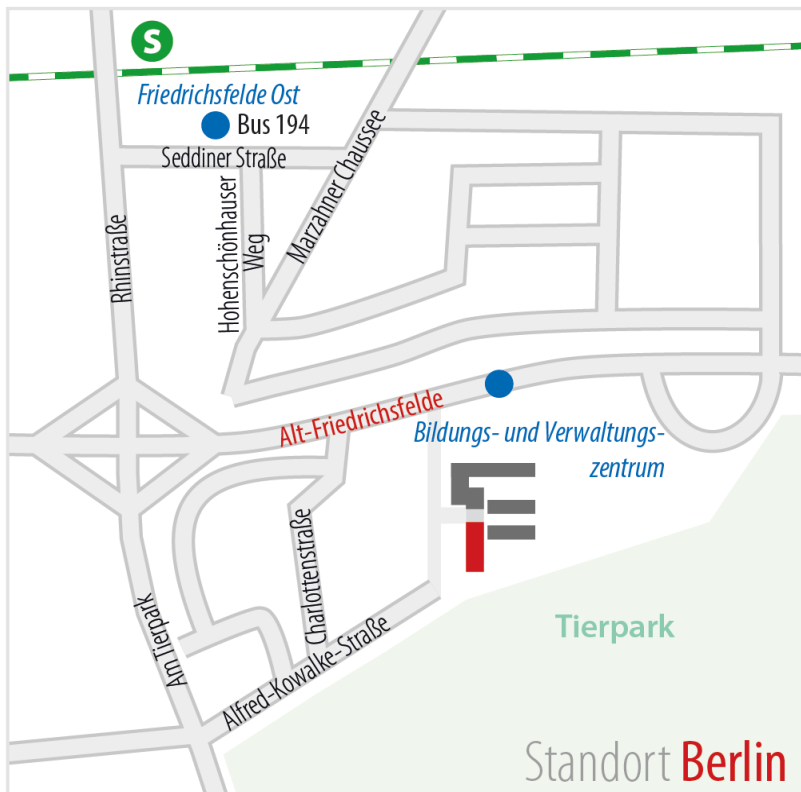 S
Friedrichsfelde Ost
Bus 194
Seddiner Straße
Marzahner Chaussee
Hohenschönhauser
Weg
Rhinstraße
Alt-Friedrichsfelde
Bildungs- und Verwaltungs-
zentrum
Charlottenstraße
Am Tierpark
Alfred-Kowalke-Straße
Tierpark
Standort Berlin